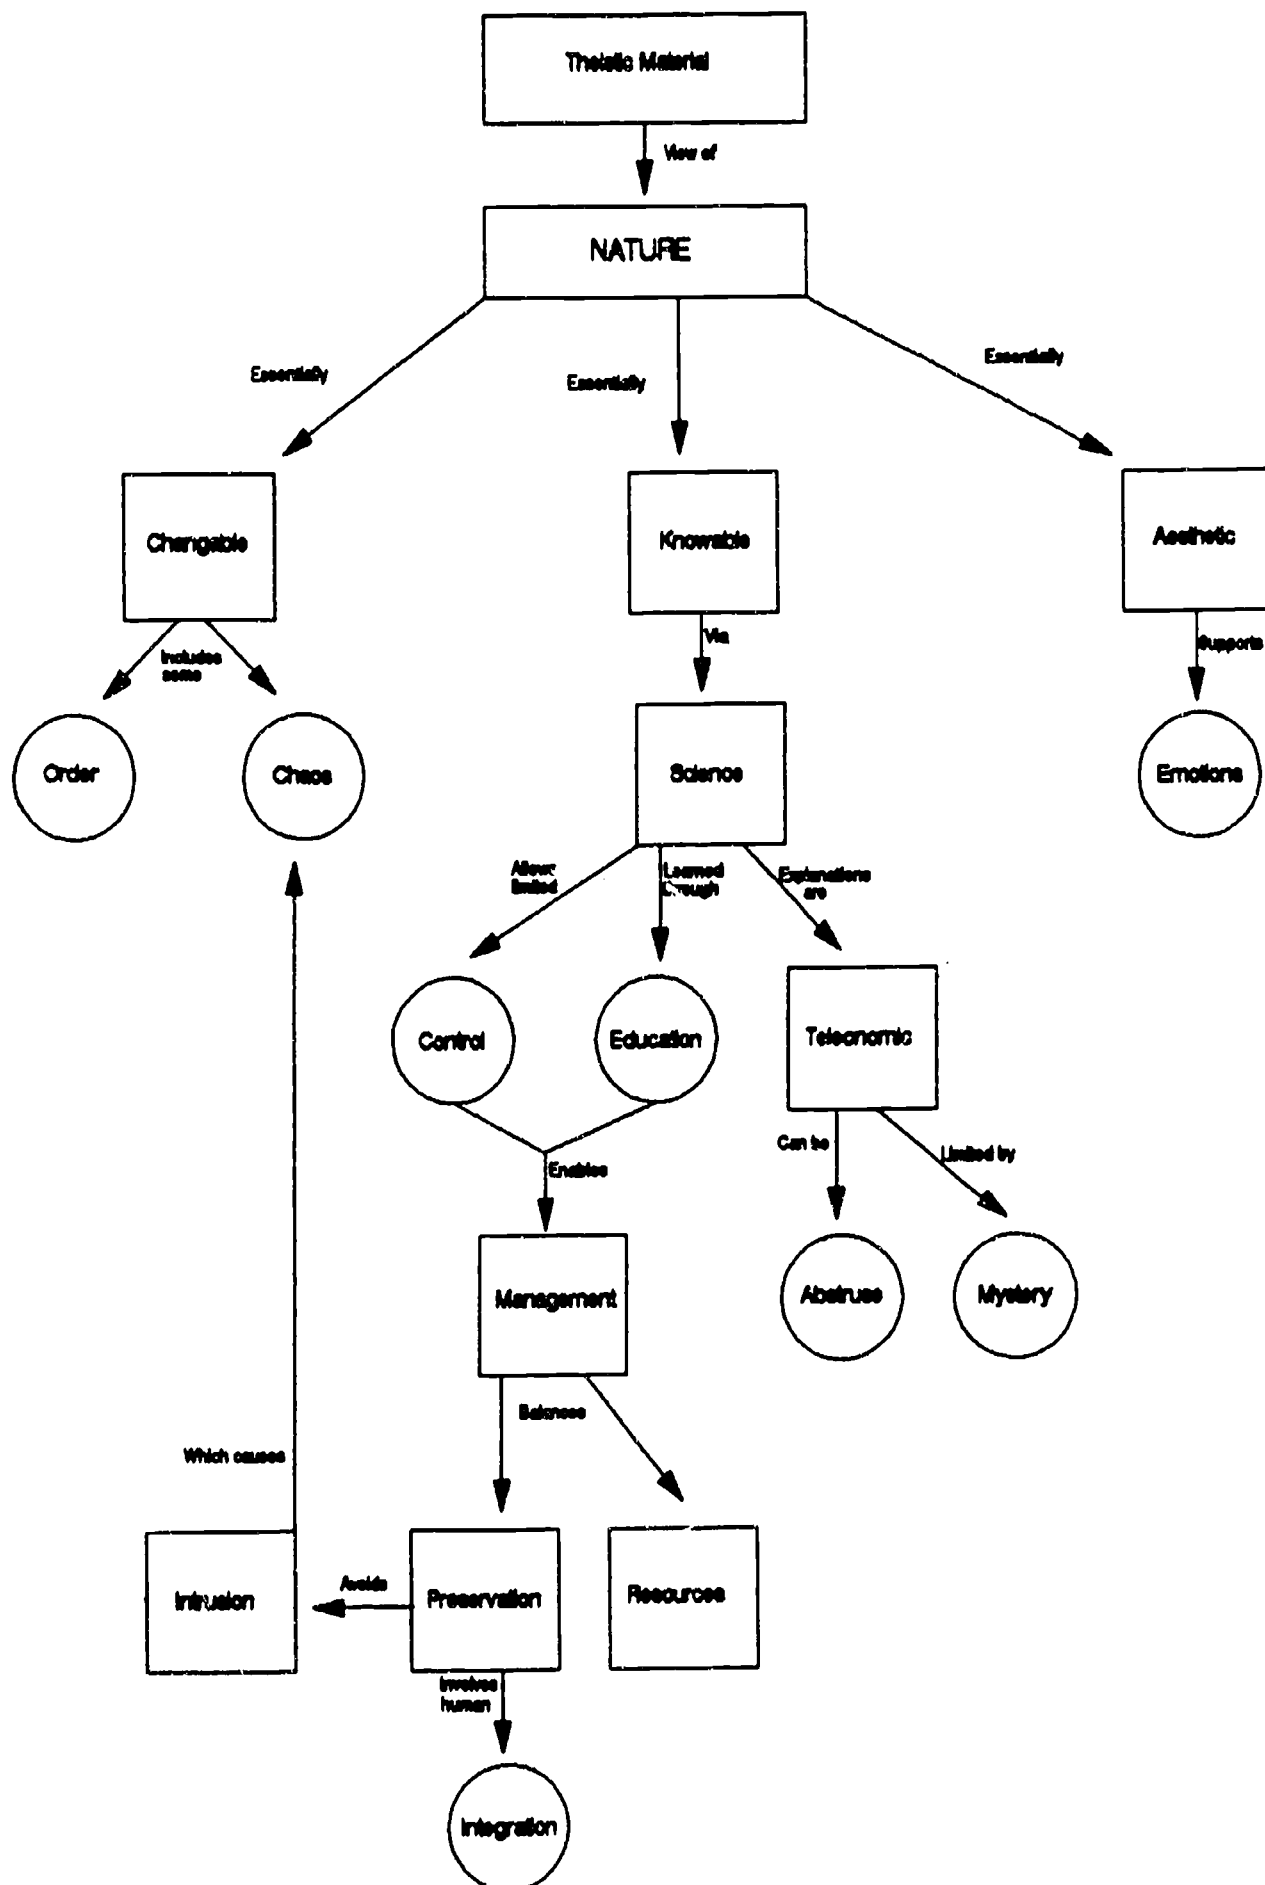 Theistic Material
View of
NATURE
Essentially
Essentially
Essentially
Changable
Knowable
Aesthetic
Includes
some
Via
Supports
Order
Chaos
Science
Emotions
Allows
limited
Learned
through
Explanations
are
Control
Education
Teleonomic
Enables
Can be
Limited by
Management
Abstruse
Mystery
Balances
Which causes
Intrusion
Avoids
Preservation
Resources
Involves
human
Integration